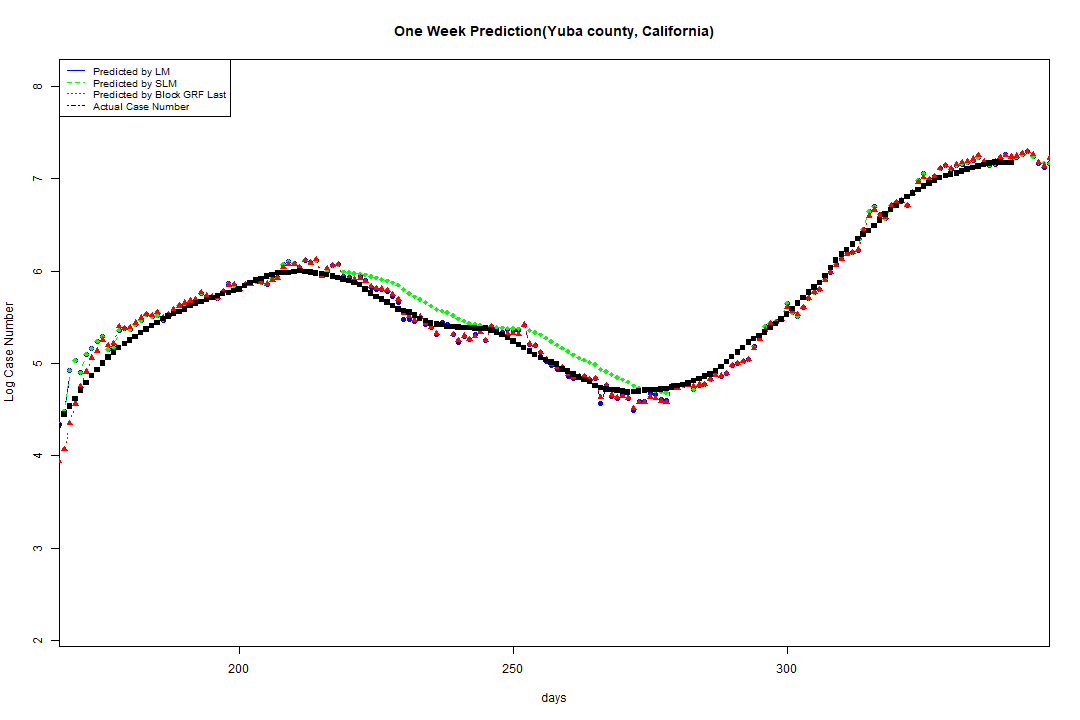 One Week Prediction(Yuba county, California)
Predicted by LM
Predicted by SLM
Predicted by Block GRF Last
Actual Case Number
8
7
6
5
4
3
2
Log Case Number
200
250
300
days